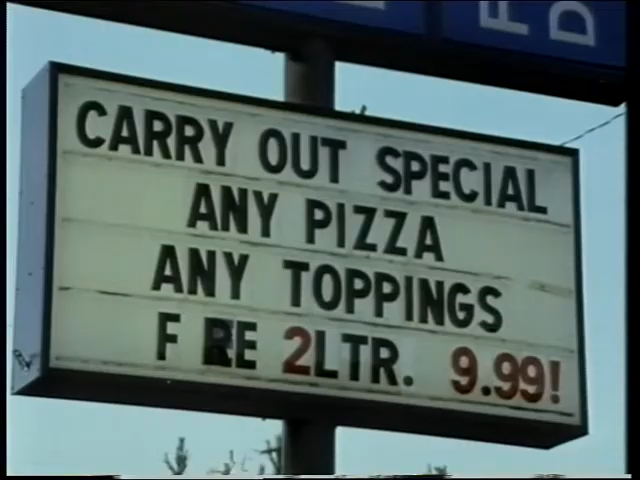 F D
CARRY OUT SPECIAL
ANY PIZZA
ANY TOPPINGS
F RE 2LTR. 9.99!